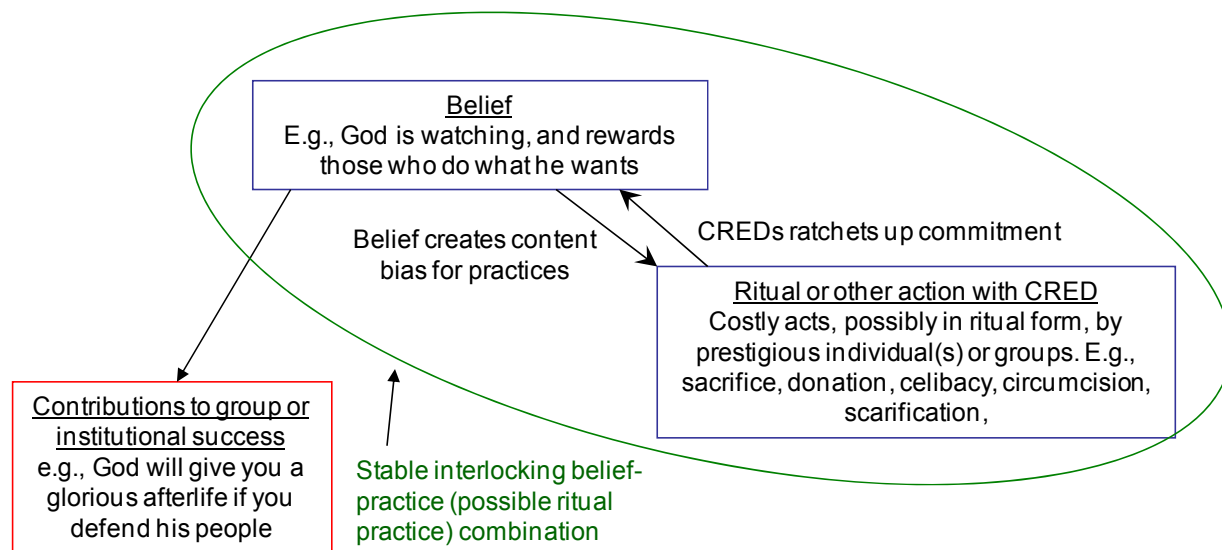 Belief
E.g., God is watching, and rewards
those who do what he wants
Belief creates content
bias for practices
CREDs ratchets up commitment
Ritual or other action with CRED
Costly acts, possibly in ritual form, by
prestigious individual(s) or groups. E.g.,
sacrifice, donation, celibacy, circumcision,
scarification,
Contributions to group or
institutional success
e.g., God will give you a
glorious afterlife if you
defend his people
Stable interlocking belief-
practice (possible ritual
practice) combination